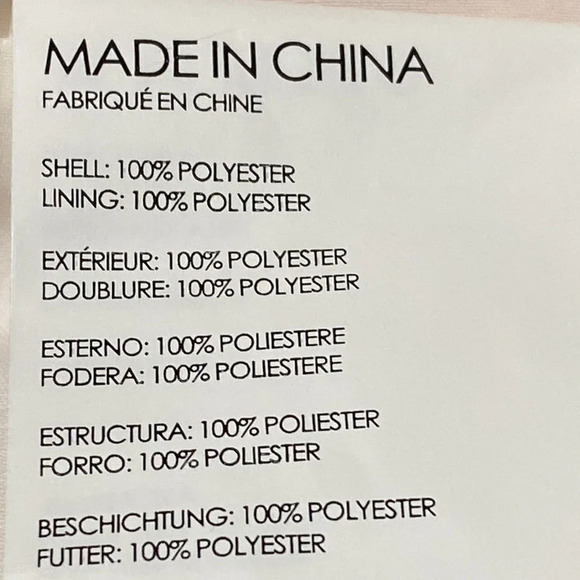 MADE IN CHINA
FABRIQUÉ EN CHINE
SHELL: 100% POLYESTER
LINING: 100% POLYESTER
EXTÉRIEUR: 100% POLYESTER
DOUBLURE: 100% POLYESTER
ESTERNO: 100% POLIESTERE
FODERA: 100% POLIESTERE
ESTRUCTURA: 100% POLIESTER
FORRO: 100% POLIESTER
BESCHICHTUNG: 100% POLYESTER
FUTTER: 100% POLYESTER